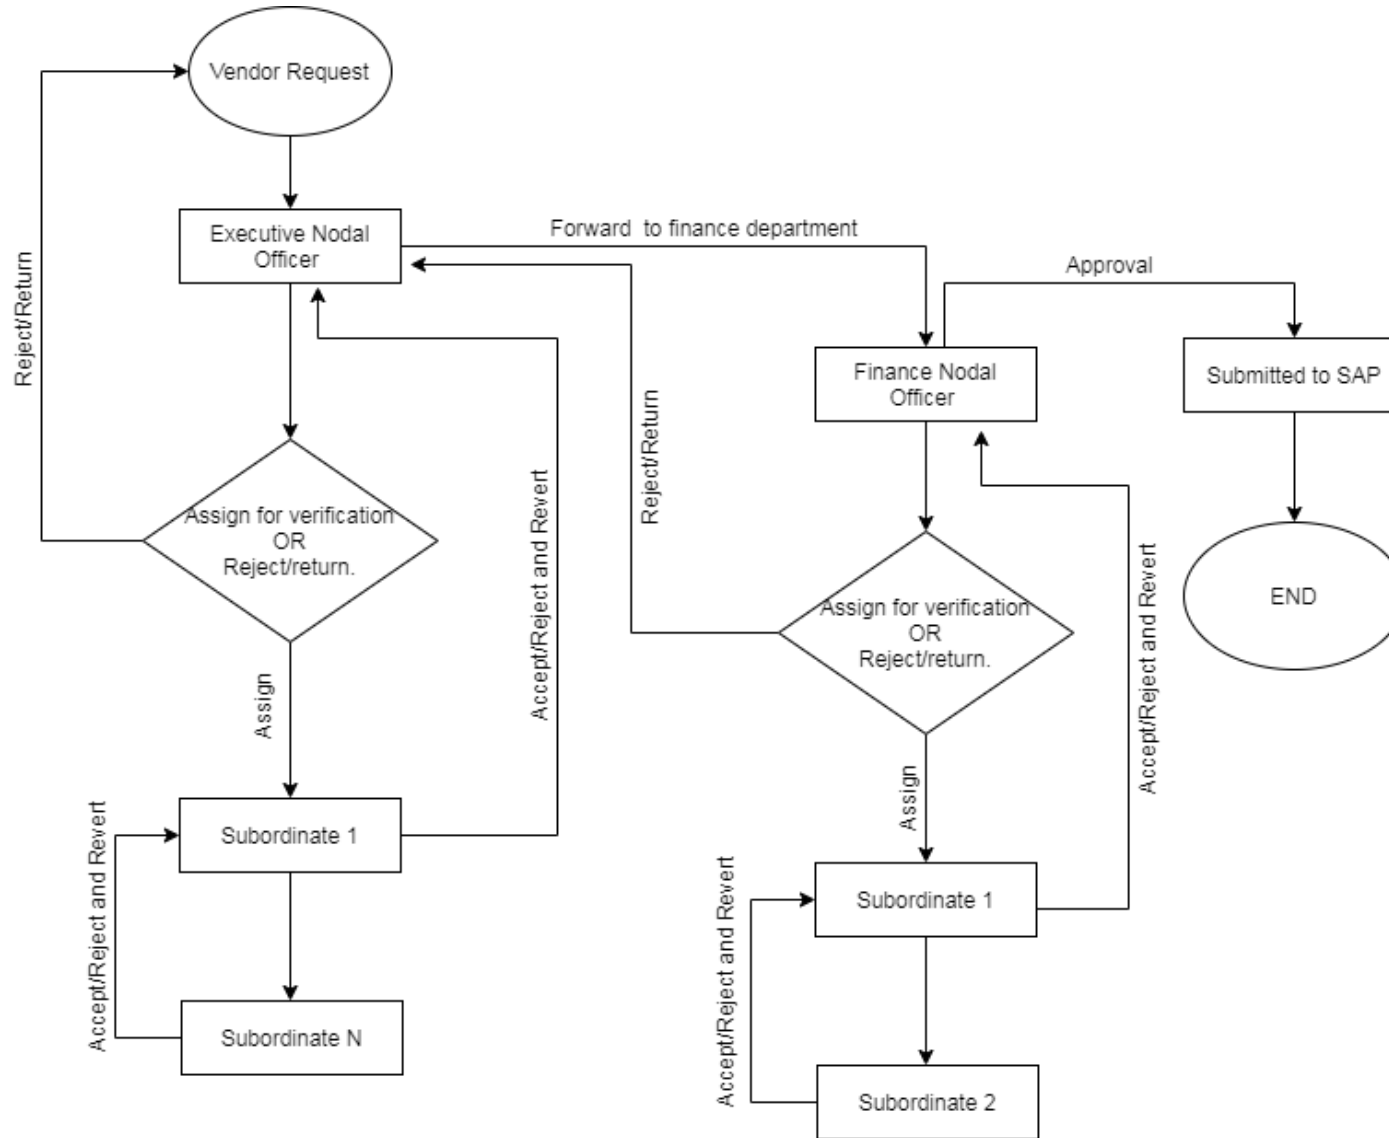 Vendor Request
Reject/Return
Executive Nodal
Officer
Forward  to finance department
Approval
Finance Nodal
Officer
Submitted to SAP
Reject/Return
Assign for verification
OR
Reject/return.
Accept/Reject and Revert
Assign for verification
OR
Reject/return.
Accept/Reject and Revert
END
Assign
Assign
Subordinate 1
Accept/Reject and Revert
Subordinate 1
Accept/Reject and Revert
Subordinate N
Subordinate 2